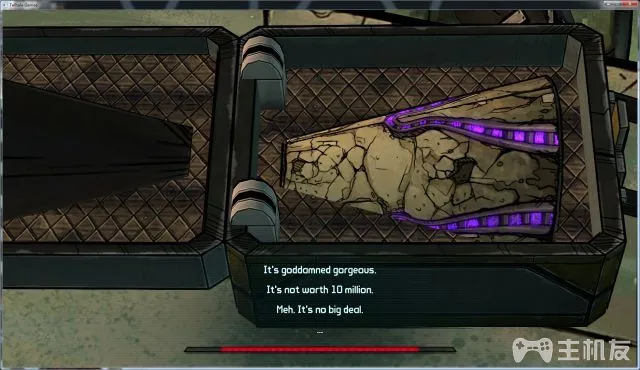 Telltale Games
It's goddamned gorgeous.
It's not worth 10 million.
Meh. It's no big deal.
...
主机友